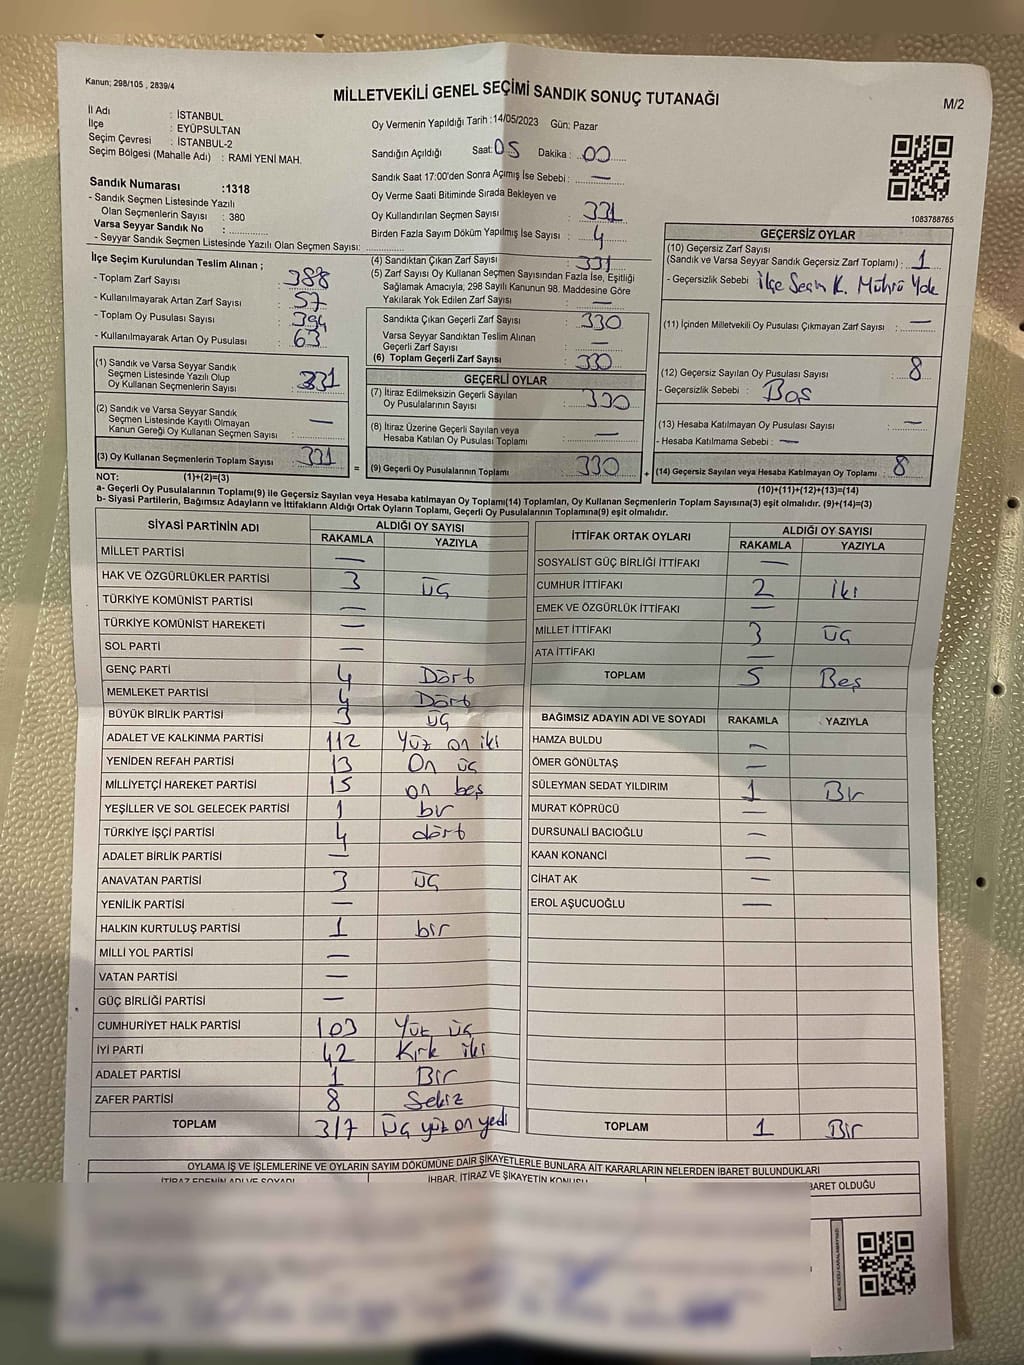 Kanun; 298/105 , 2839/4
MİLLETVEKİLİ GENEL SEÇİMİ SANDIK SONUÇ TUTANAĞI
M/2
İl Adı : İSTANBUL
İlçe : EYÜPSULTAN
Seçim Çevresi : İSTANBUL-2
Seçim Bölgesi (Mahalle Adı) : RAMİ YENİ MAH.
Oy Vermenin Yapıldığı Tarih :14/05/2023 Gün: Pazar
Sandığın Açıldığı Saat: 05 Dakika : 00
Sandık Saat 17:00'den Sonra Açımış İse Sebebi : —
Oy Verme Saati Bitiminde Sırada Bekleyen ve
Oy Kullandırılan Seçmen Sayısı : 331
Birden Fazla Sayım Döküm Yapılmış İse Sayısı : 4
Sandık Numarası :1318
- Sandık Seçmen Listesinde Yazılı
Olan Seçmenlerin Sayısı : 380
Varsa Seyyar Sandık No :
- Seyyar Sandık Seçmen Listesinde Yazılı Olan Seçmen Sayısı:
1083788765
İlçe Seçim Kurulundan Teslim Alınan ;
- Toplam Zarf Sayısı : 388
- Kullanılmayarak Artan Zarf Sayısı : 57
- Toplam Oy Pusulası Sayısı : 394
- Kullanılmayarak Artan Oy Pusulası : 63
(1) Sandık ve Varsa Seyyar Sandık
Seçmen Listesinde Yazılı Olup
Oy Kullanan Seçmenlerin Sayısı : 331
(2) Sandık ve Varsa Seyyar Sandık
Seçmen Listesinde Kayıtlı Olmayan
Kanun Gereği Oy Kullanan Seçmen Sayısı : —
(3) Oy Kullanan Seçmenlerin Toplam Sayısı : 331
(1)+(2)=(3)
(4) Sandıktan Çıkan Zarf Sayısı : 331
(5) Zarf Sayısı Oy Kullanan Seçmen Sayısından Fazla İse, Eşitliği
Sağlamak Amacıyla; 298 Sayılı Kanunun 98. Maddesine Göre
Yakılarak Yok Edilen Zarf Sayısı : —
Sandıkta Çıkan Geçerli Zarf Sayısı : 330
Varsa Seyyar Sandıktan Teslim Alınan
Geçerli Zarf Sayısı : —
(6) Toplam Geçerli Zarf Sayısı : 330
GEÇERLİ OYLAR
(7) İtiraz Edilmeksizin Geçerli Sayılan
Oy Pusulalarının Sayısı : 330
(8) İtiraz Üzerine Geçerli Sayılan veya
Hesaba Katılan Oy Pusulası Toplamı : —
= (9) Geçerli Oy Pusulalarının Toplamı : 330 +
GEÇERSİZ OYLAR
(10) Geçersiz Zarf Sayısı
(Sandık ve Varsa Seyyar Sandık Geçersiz Zarf Toplamı) : 1
- Geçersizlik Sebebi : İlçe Seçim K. Mührü Yok
(11) İçinden Milletvekili Oy Pusulası Çıkmayan Zarf Sayısı : —
(12) Geçersiz Sayılan Oy Pusulası Sayısı : 8
- Geçersizlik Sebebi : Boş
(13) Hesaba Katılmayan Oy Pusulası Sayısı : —
- Hesaba Katılmama Sebebi : —
(14) Geçersiz Sayılan veya Hesaba Katılmayan Oy Toplamı : 8
(10)+(11)+(12)+(13)=(14)
NOT:
a- Geçerli Oy Pusulalarının Toplamı(9) ile Geçersiz Sayılan veya Hesaba katılmayan Oy Toplamı(14) Toplamları, Oy Kullanan Seçmenlerin Toplam Sayısına(3) eşit olmalıdır. (9)+(14)=(3)
b- Siyasi Partilerin, Bağımsız Adayların ve İttifakların Aldığı Ortak Oyların Toplamı, Geçerli Oy Pusulalarının Toplamına(9) eşit olmalıdır.
SİYASİ PARTİNİN ADI ALDIĞI OY SAYISI
RAKAMLA YAZIYLA
MİLLET PARTİSİ —
HAK VE ÖZGÜRLÜKLER PARTİSİ 3 üç
TÜRKİYE KOMÜNİST PARTİSİ —
TÜRKİYE KOMÜNİST HAREKETİ —
SOL PARTİ —
GENÇ PARTİ 4 Dört
MEMLEKET PARTİSİ 4 Dört
BÜYÜK BİRLİK PARTİSİ 3 üç
ADALET VE KALKINMA PARTİSİ 112 Yüz on iki
YENİDEN REFAH PARTİSİ 13 On üç
MİLLİYETÇİ HAREKET PARTİSİ 15 on beş
YEŞİLLER VE SOL GELECEK PARTİSİ 1 bir
TÜRKİYE İŞÇİ PARTİSİ 4 dört
ADALET BİRLİK PARTİSİ —
ANAVATAN PARTİSİ 3 üç
YENİLİK PARTİSİ —
HALKIN KURTULUŞ PARTİSİ 1 bir
MİLLİ YOL PARTİSİ —
VATAN PARTİSİ —
GÜÇ BİRLİĞİ PARTİSİ —
CUMHURİYET HALK PARTİSİ 103 Yüz üç
İYİ PARTİ 42 Kırk iki
ADALET PARTİSİ 1 Bir
ZAFER PARTİSİ 8 Sekiz
TOPLAM 317 üç yüz on yedi
İTTİFAK ORTAK OYLARI ALDIĞI OY SAYISI
RAKAMLA YAZIYLA
SOSYALİST GÜÇ BİRLİĞİ İTTİFAKI —
CUMHUR İTTİFAKI 2 iki
EMEK VE ÖZGÜRLÜK İTTİFAKI —
MİLLET İTTİFAKI 3 üç
ATA İTTİFAKI —
TOPLAM 5 Beş
BAĞIMSIZ ADAYIN ADI VE SOYADI RAKAMLA YAZIYLA
HAMZA BULDU —
ÖMER GÖNÜLTAŞ —
SÜLEYMAN SEDAT YILDIRIM 1 Bir
MURAT KÖPRÜCÜ —
DURSUNALİ BACIOĞLU —
KAAN KONANCİ —
CİHAT AK —
EROL AŞUCUOĞLU —
TOPLAM 1 Bir
OYLAMA İŞ VE İŞLEMLERİNE VE OYLARIN SAYIM DÖKÜMÜNE DAİR ŞİKAYETLERLE BUNLARA AİT KARARLARIN NELERDEN İBARET BULUNDUKLARI
İTİRAZ EDENİN ADI VE SOYADI İHBAR, İTİRAZ VE ŞİKAYETİN KONUSU BARET OLDUĞU